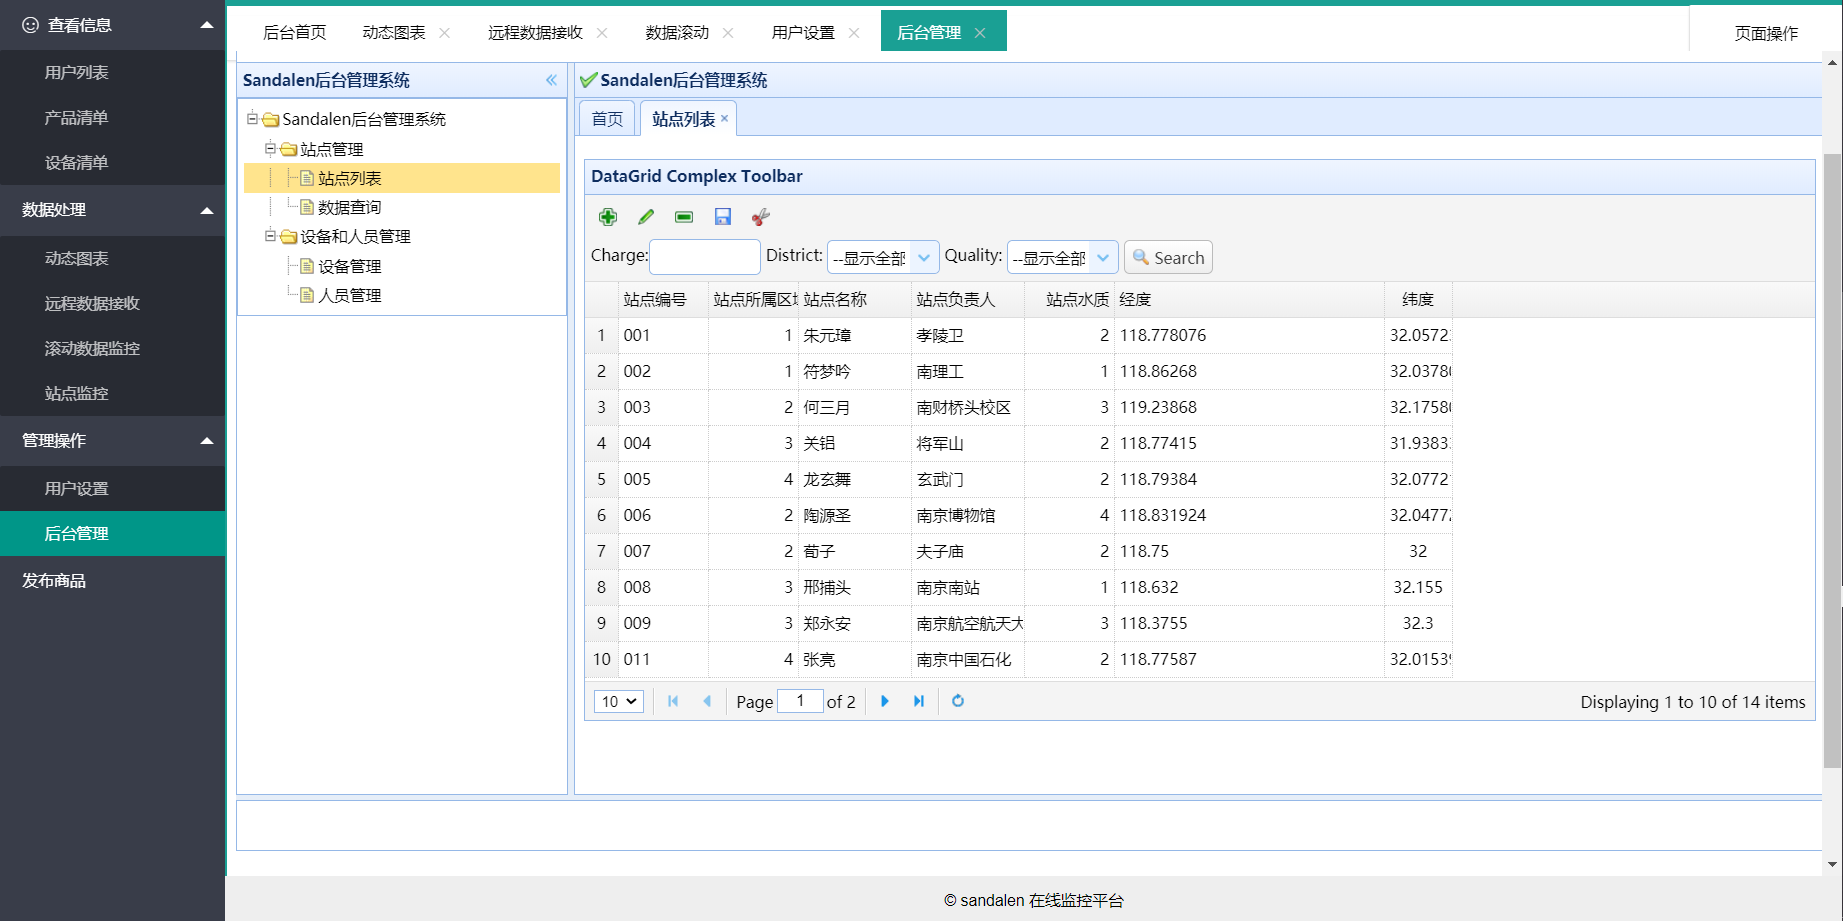 查看信息
用户列表
产品清单
设备清单
数据处理
动态图表
远程数据接收
滚动数据监控
站点监控
管理操作
用户设置
后台管理
发布商品
后台首页 动态图表 远程数据接收 数据滚动 用户设置 后台管理 页面操作
Sandalen后台管理系统
Sandalen后台管理系统
站点管理
站点列表
数据查询
设备和人员管理
设备管理
人员管理
Sandalen后台管理系统
首页 站点列表
DataGrid Complex Toolbar
Charge: District: --显示全部 Quality: --显示全部 Search
站点编号 站点所属区 站点名称 站点负责人 站点水质 经度 纬度
1 001 1 朱元璋 孝陵卫 2 118.778076 32.0572
2 002 1 符梦吟 南理工 1 118.86268 32.0378
3 003 2 何三月 南财桥头校区 3 119.23868 32.1758
4 004 3 关铝 将军山 2 118.77415 31.9383
5 005 4 龙玄舞 玄武门 2 118.79384 32.0772
6 006 2 陶源圣 南京博物馆 4 118.831924 32.0477
7 007 2 荀子 夫子庙 2 118.75 32
8 008 3 邢捕头 南京南站 1 118.632 32.155
9 009 3 郑永安 南京航空航天大 3 118.3755 32.3
10 011 4 张亮 南京中国石化 2 118.77587 32.0153
10 Page 1 of 2 Displaying 1 to 10 of 14 items
© sandalen 在线监控平台